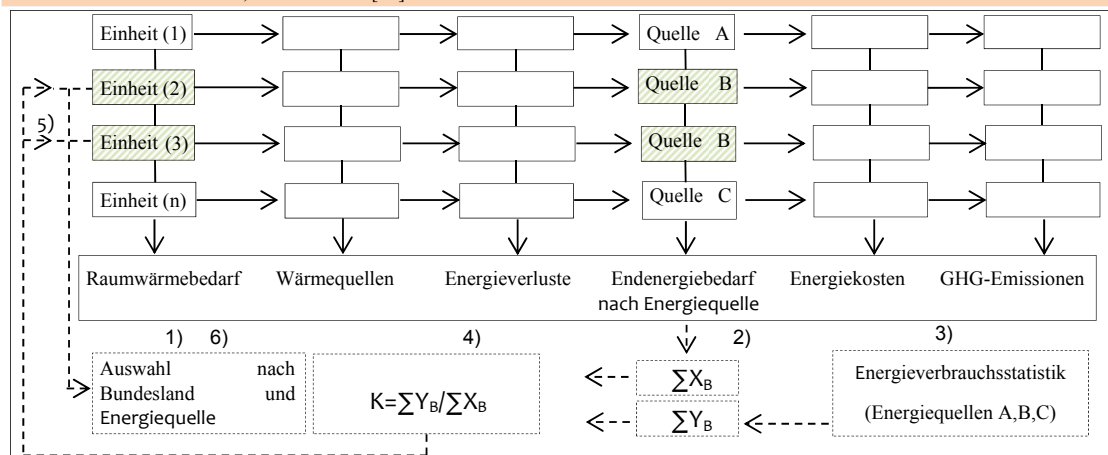 Einheit (1) Quelle A
Einheit (2) Quelle B
5)
Einheit (3) Quelle B
Einheit (n) Quelle C
Raumwärmebedarf Wärmequellen Energieverluste Endenergiebedarf nach Energiequelle Energiekosten GHG-Emissionen
1) 6) 4) 2) 3)
Auswahl nach
Bundesland und
Energiequelle
K=∑Y_B/∑X_B
∑X_B
∑Y_B
Energieverbrauchsstatistik
(Energiequellen A,B,C)